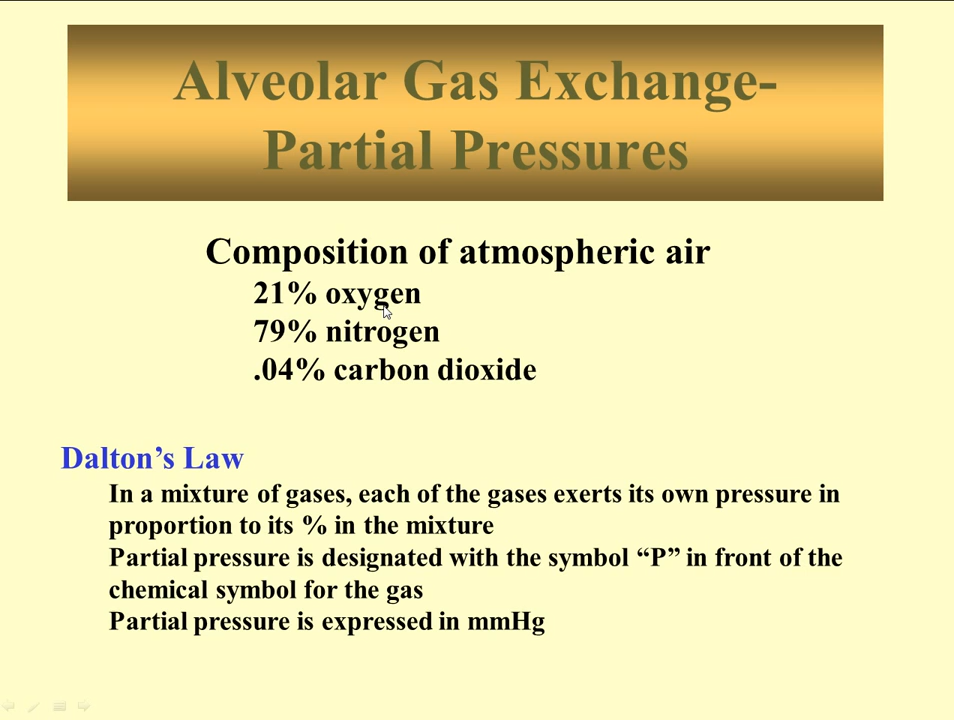 Alveolar Gas Exchange-
Partial Pressures
Composition of atmospheric air
21% oxygen
79% nitrogen
.04% carbon dioxide
Dalton’s Law
In a mixture of gases, each of the gases exerts its own pressure in
proportion to its % in the mixture
Partial pressure is designated with the symbol “P” in front of the
chemical symbol for the gas
Partial pressure is expressed in mmHg